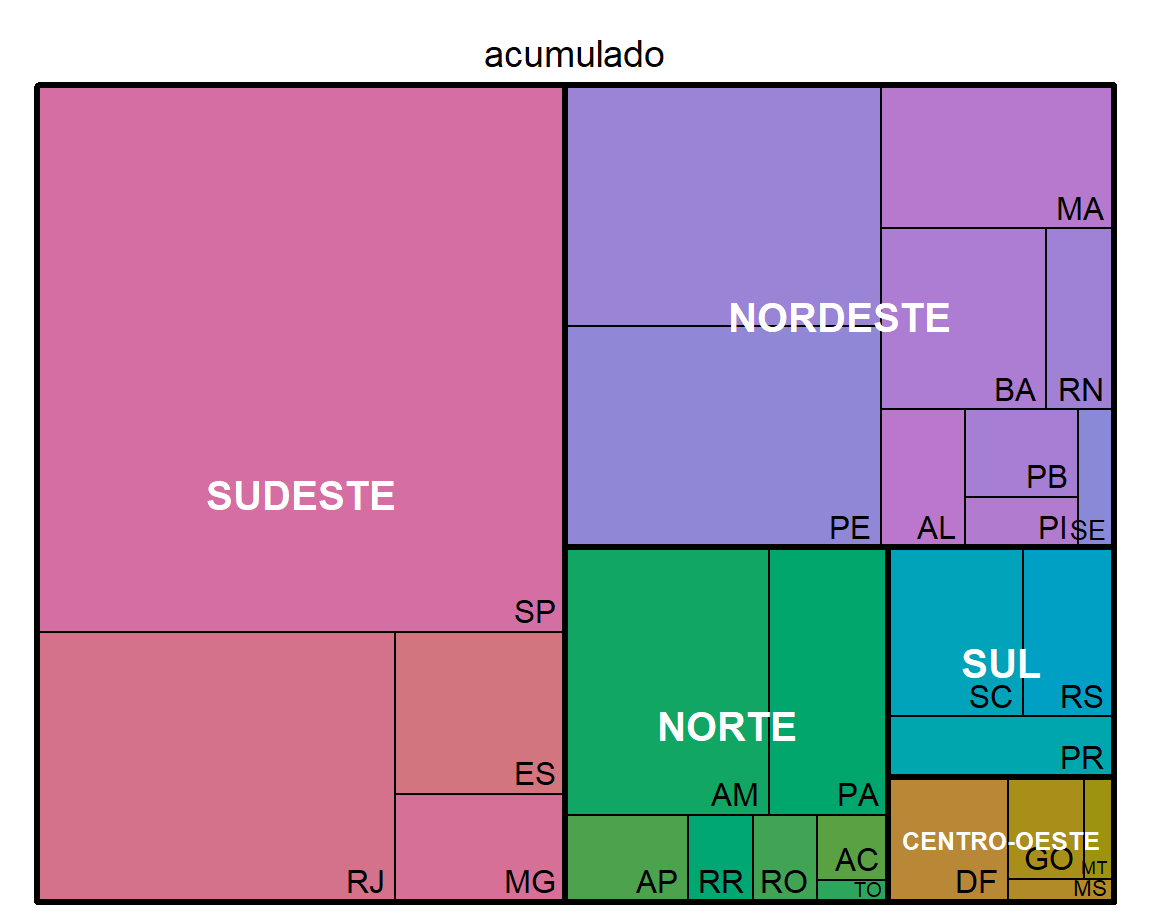 acumulado
MA
NORDESTE
BA
RN
SUDESTE
PB
PE
AL
PI
SE
SP
SUL
SC
RS
NORTE
PR
ES
AM
PA
CENTRO-OESTE
GO
MT
AC
RJ
MG
AP
RR
RO
TO
DF
MS